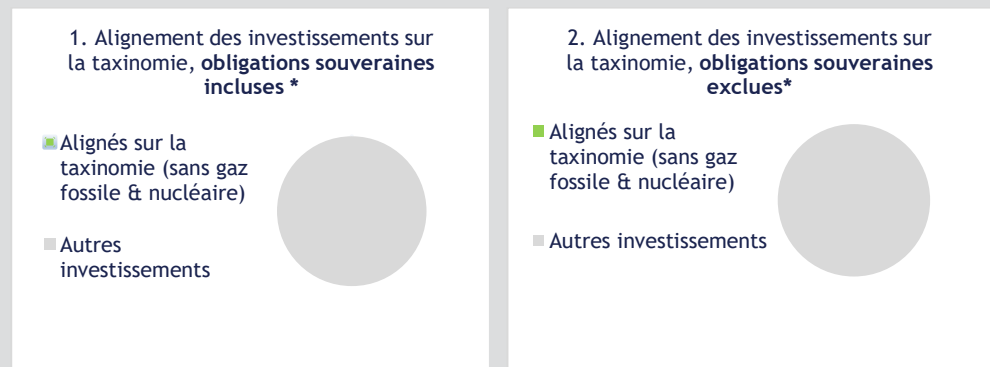 1. Alignement des investissements sur
la taxinomie, obligations souveraines
incluses *
Alignés sur la
taxinomie (sans gaz
fossile & nucléaire)
Autres
investissements
2. Alignement des investissements sur
la taxinomie, obligations souveraines
exclues*
Alignés sur la
taxinomie (sans gaz
fossile & nucléaire)
Autres investissements